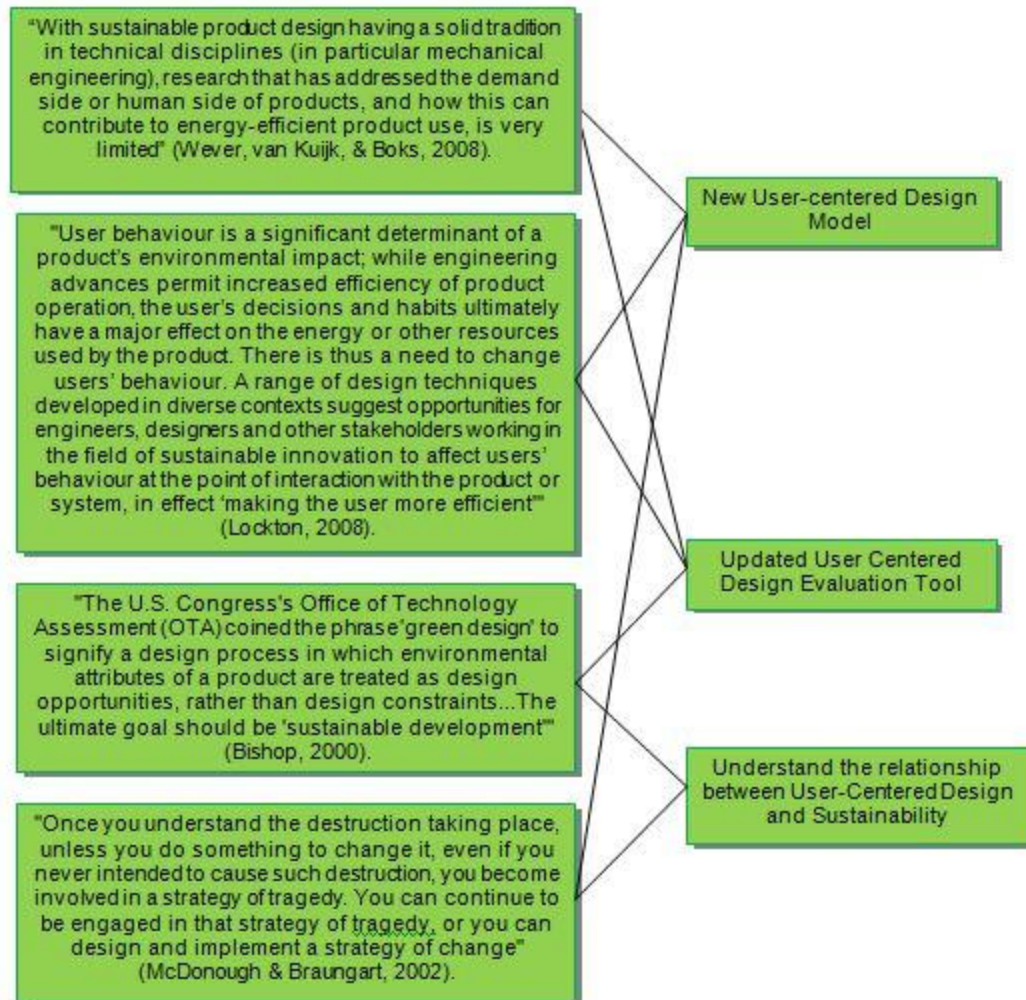 "With sustainable product design having a solid tradition
in technical disciplines (in particular mechanical
engineering), research that has addressed the demand
side or human side of products, and how this can
contribute to energy-efficient product use, is very
limited" (Wever, van Kuijk, & Boks, 2008).
"User behaviour is a significant determinant of a
product's environmental impact; while engineering
advances permit increased efficiency of product
operation, the user's decisions and habits ultimately
have a major effect on the energy or other resources
used by the product. There is thus a need to change
users' behaviour. A range of design techniques
developed in diverse contexts suggest opportunities for
engineers, designers and other stakeholders working in
the field of sustainable innovation to affect users'
behaviour at the point of interaction with the product or
system, in effect 'making the user more efficient'"
(Lockton, 2008).
"The U.S. Congress's Office of Technology
Assessment (OTA) coined the phrase 'green design' to
signify a design process in which environmental
attributes of a product are treated as design
opportunities, rather than design constraints...The
ultimate goal should be 'sustainable development'"
(Bishop, 2000).
"Once you understand the destruction taking place,
unless you do something to change it, even if you
never intended to cause such destruction, you become
involved in a strategy of tragedy. You can continue to
be engaged in that strategy of tragedy, or you can
design and implement a strategy of change"
(McDonough & Braungart, 2002).
New User-centered Design
Model
Updated User Centered
Design Evaluation Tool
Understand the relationship
between User-Centered Design
and Sustainability